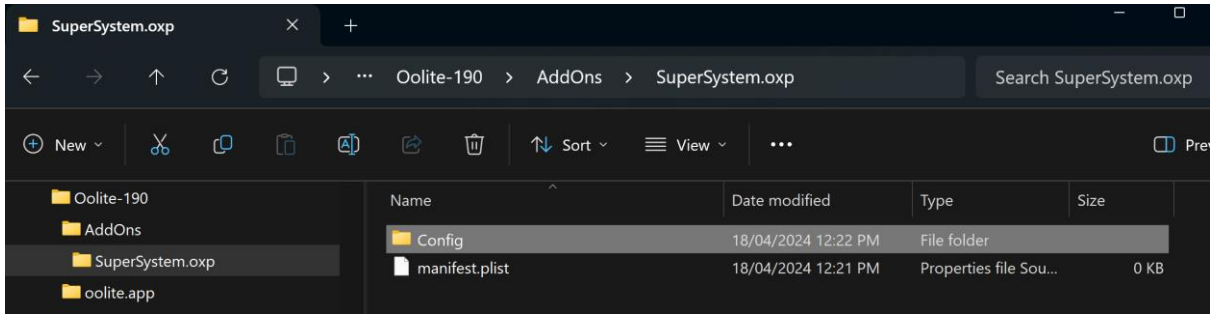 SuperSystem.oxp
Oolite-190 > AddOns > SuperSystem.oxp Search SuperSystem.oxp
New Sort View ••• Pre
Oolite-190 Name Date modified Type Size
AddOns Config 18/04/2024 12:22 PM File folder
SuperSystem.oxp manifest.plist 18/04/2024 12:21 PM Properties file Sou... 0 KB
oolite.app